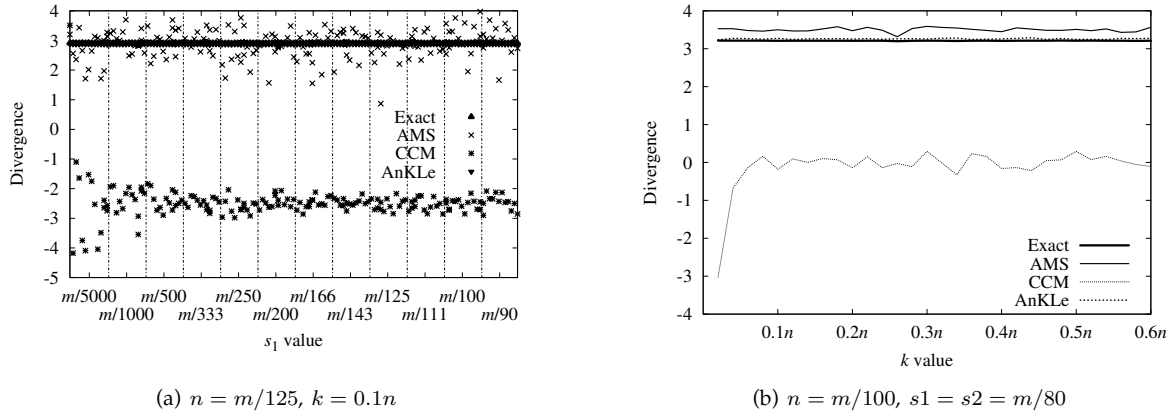 4
3
2
1
0
-1
-2
-3
-4
-5
Divergence
Exact
AMS
CCM
AnKLe
m/5000 m/500 m/250 m/166 m/125 m/100
m/1000 m/333 m/200 m/143 m/111 m/90
s1 value
(a) n = m/125, k = 0.1n
4
3
2
1
0
-1
-2
-3
-4
Divergence
Exact
AMS
CCM
AnKLe
0.1n 0.2n 0.3n 0.4n 0.5n 0.6n
k value
(b) n = m/100, s1 = s2 = m/80